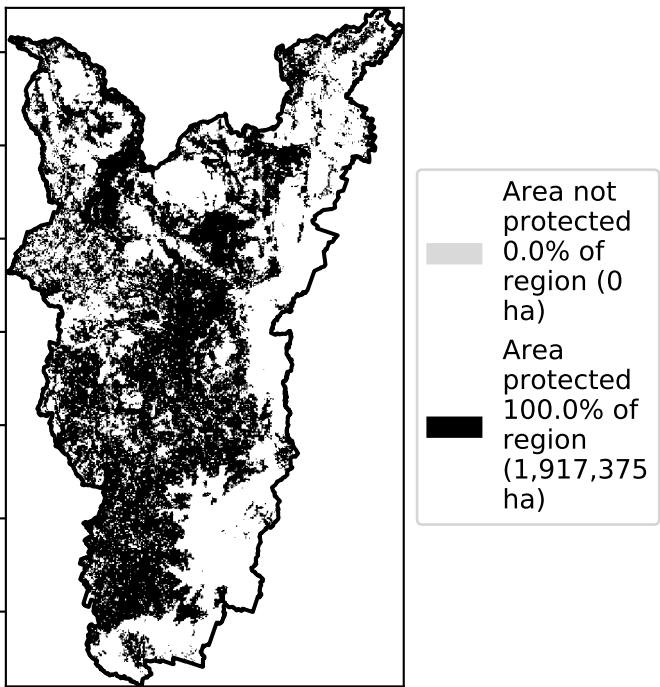 Area not
protected
0.0% of
region (0
ha)
Area
protected
100.0% of
region
(1,917,375
ha)